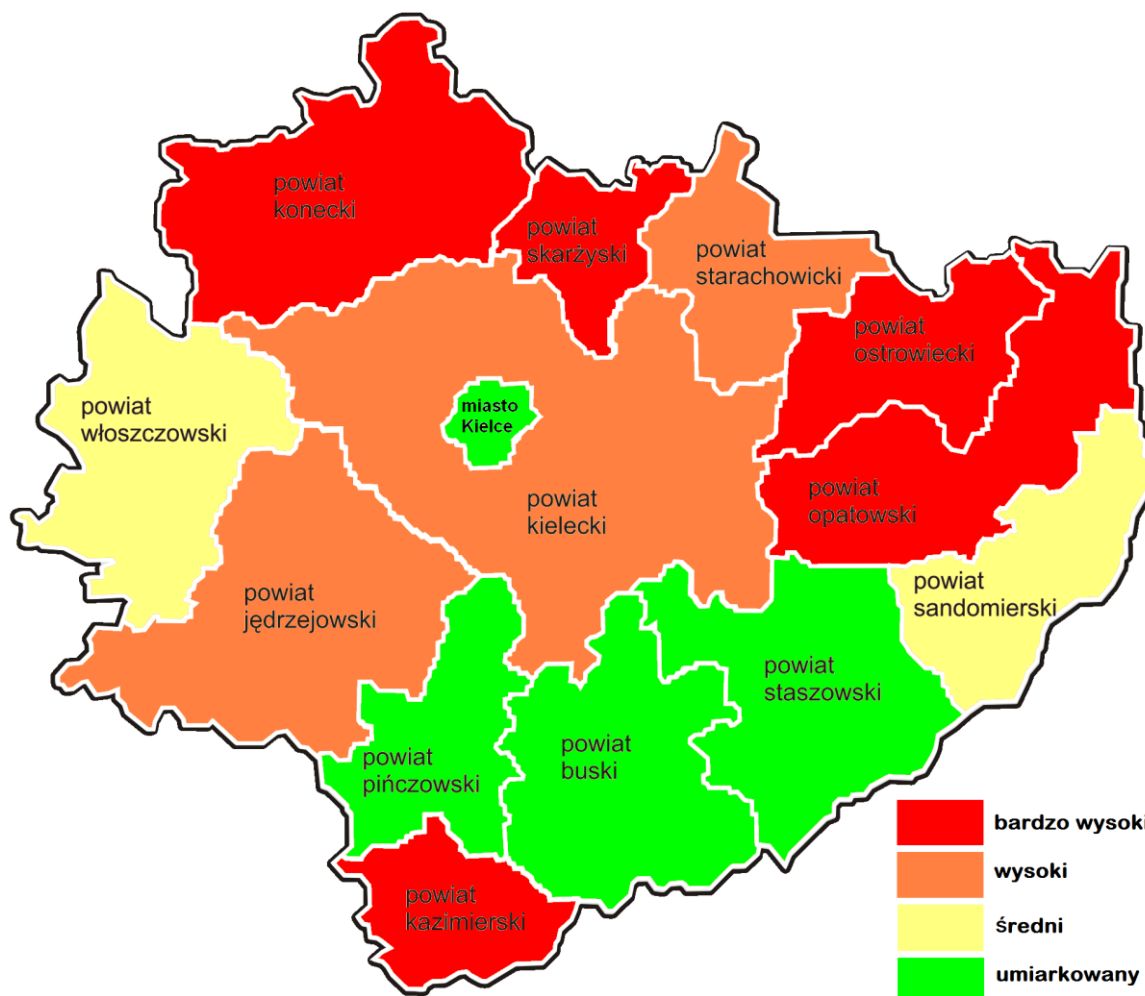 powiat
konecki
powiat
skarżyski
powiat
starachowicki
powiat
ostrowiecki
powiat
włoszczowski
miasto
Kielce
powiat
kielecki
powiat
opatowski
powiat
jędrzejowski
powiat
sandomierski
powiat
staszowski
powiat
pińczowski
powiat
buski
powiat
kazimierski
bardzo wysoki
wysoki
średni
umiarkowany